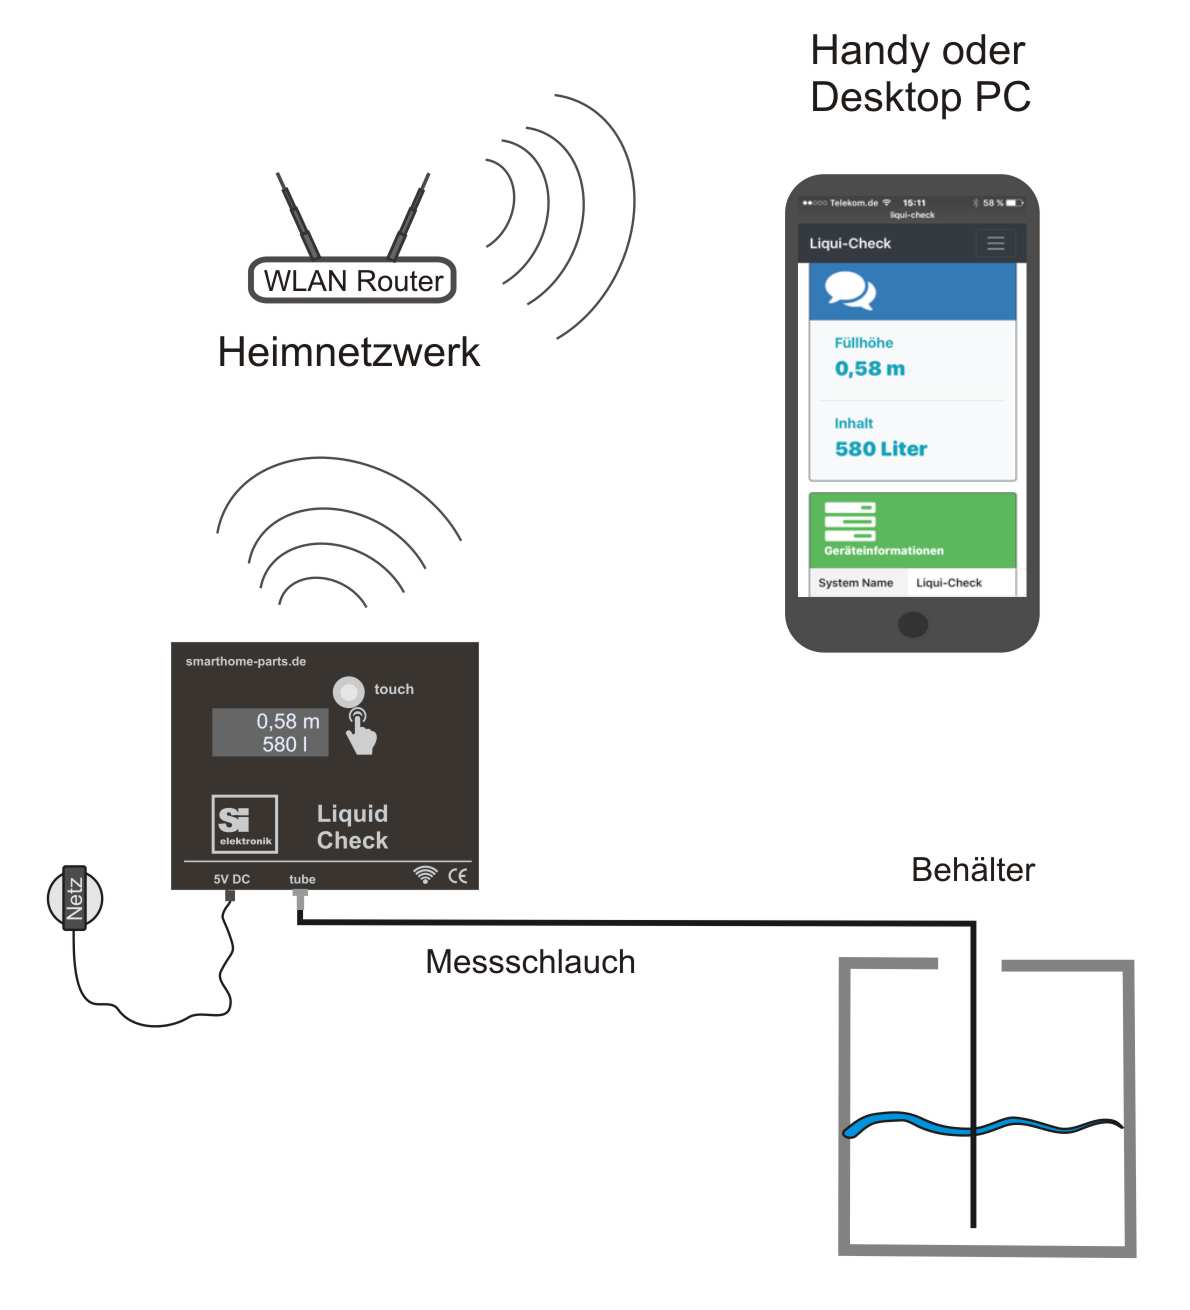 Handy oder
Desktop PC
WLAN Router
Heimnetzwerk
Telekom.de 15:11 58 %
liqui-check
Liqui-Check
Füllhöhe
0,58 m
Inhalt
580 Liter
Geräteinformationen
System Name Liqui-Check
smarthome-parts.de
touch
0,58 m
580 l
Si
elektronik
Liquid
Check
5V DC tube CE
Netz
Messschlauch
Behälter